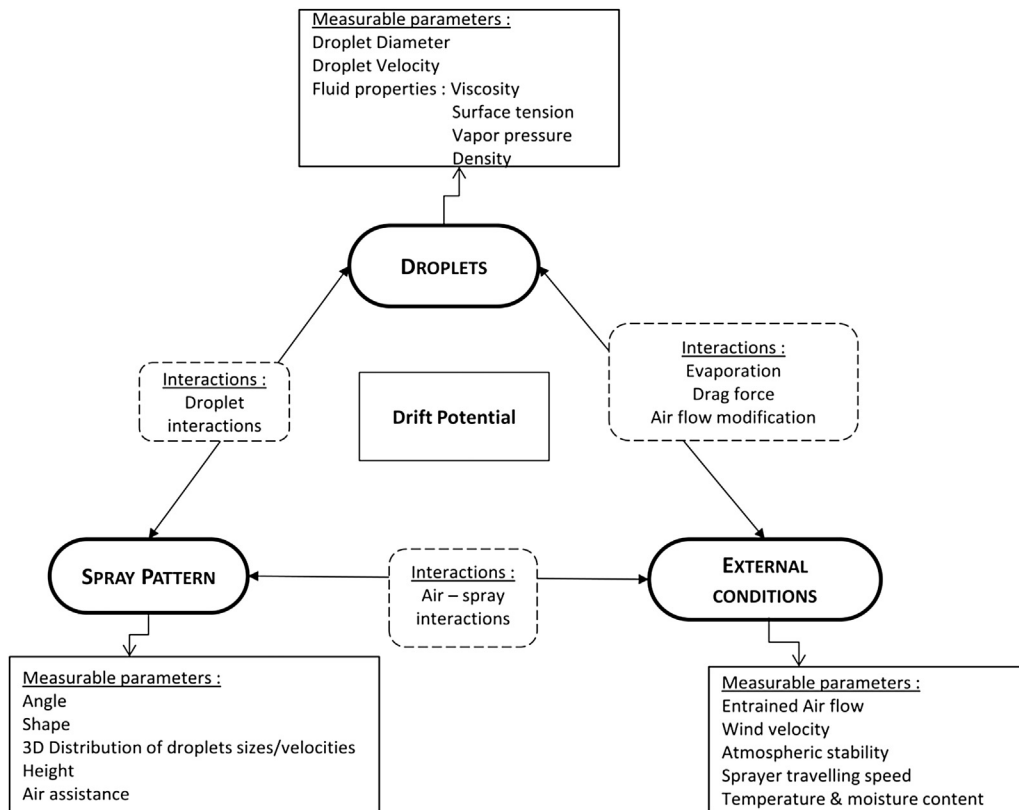 Measurable parameters :
Droplet Diameter
Droplet Velocity
Fluid properties : Viscosity
Surface tension
Vapor pressure
Density
DROPLETS
Interactions :
Droplet
interactions
Drift Potential
Interactions :
Evaporation
Drag force
Air flow modification
SPRAY PATTERN
Interactions :
Air – spray
interactions
EXTERNAL
CONDITIONS
Measurable parameters :
Angle
Shape
3D Distribution of droplets sizes/velocities
Height
Air assistance
Measurable parameters :
Entrained Air flow
Wind velocity
Atmospheric stability
Sprayer travelling speed
Temperature & moisture content